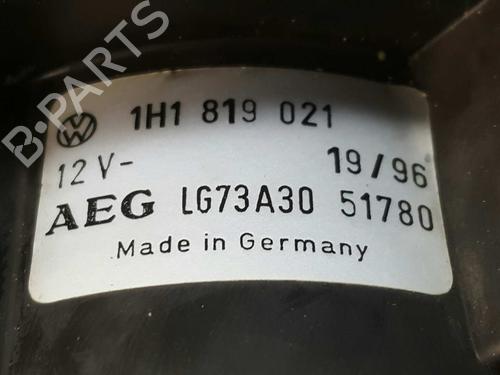 B-PARTS
1H1 819 021
12 V- 19/96
AEG LG73A30 51780
Made in Germany